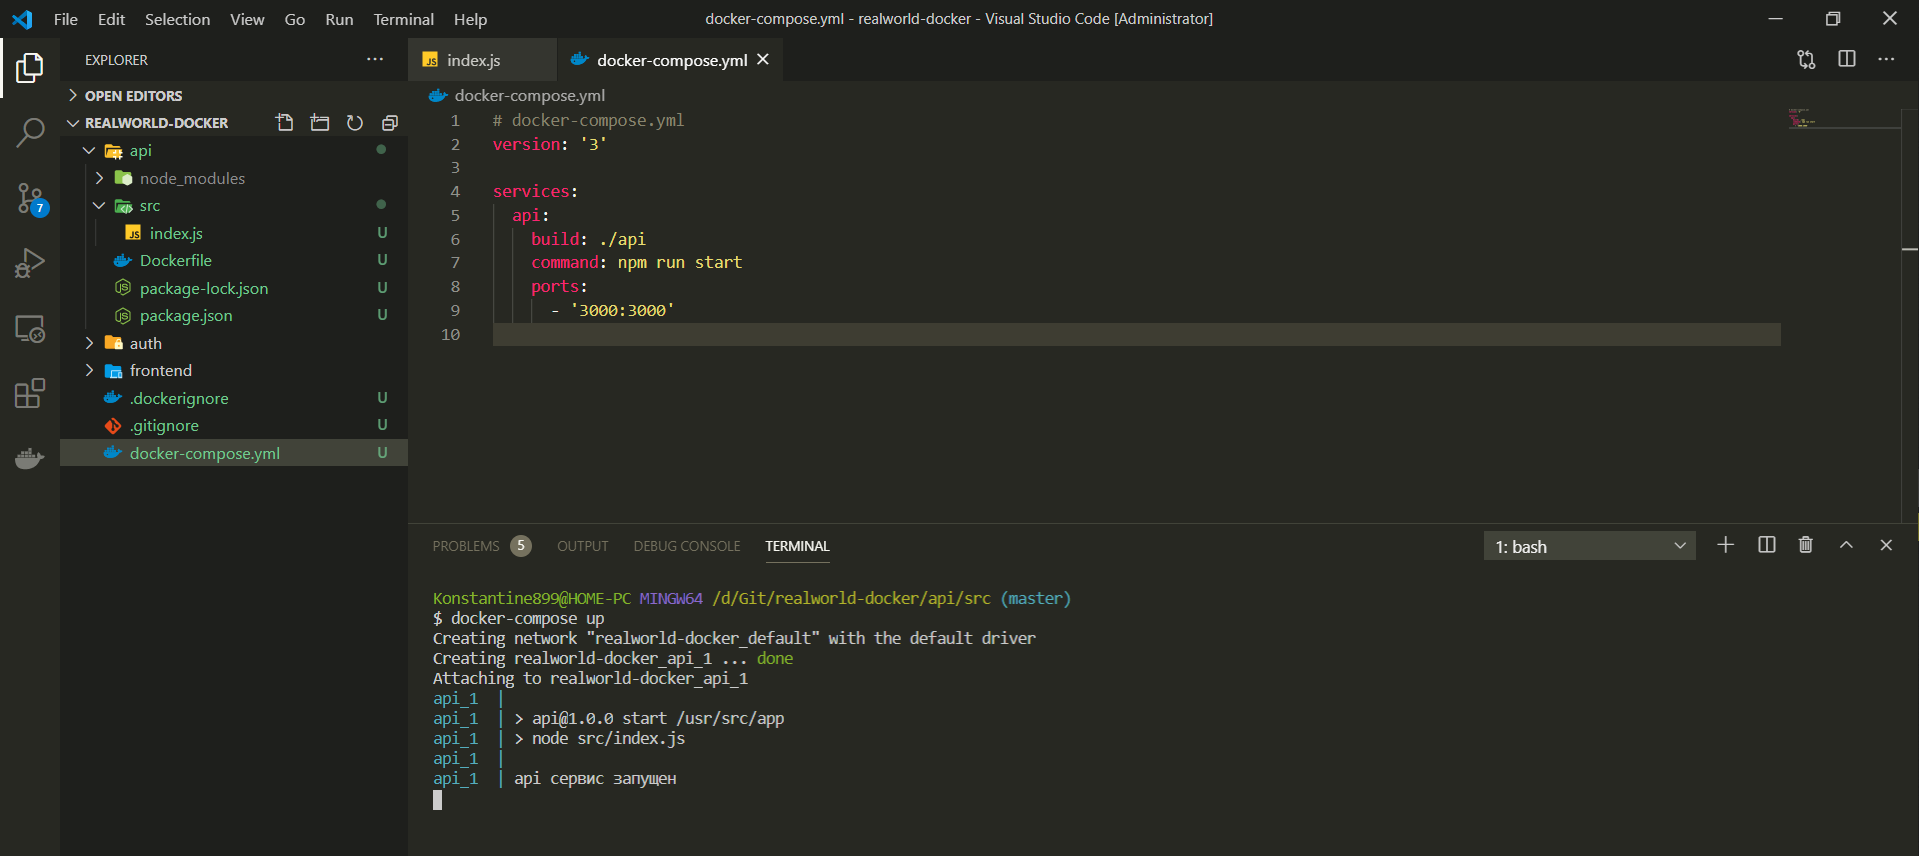 File Edit Selection View Go Run Terminal Help docker-compose.yml - realworld-docker - Visual Studio Code [Administrator]
EXPLORER
OPEN EDITORS
REALWORLD-DOCKER
api
node_modules
src
index.js U
Dockerfile U
package-lock.json U
package.json U
auth
frontend
.dockerignore U
.gitignore U
docker-compose.yml U
7
JS index.js docker-compose.yml
docker-compose.yml
1 # docker-compose.yml
2 version: '3'
3
4 services:
5 api:
6 build: ./api
7 command: npm run start
8 ports:
9 - '3000:3000'
10
PROBLEMS 5 OUTPUT DEBUG CONSOLE TERMINAL 1: bash
Konstantine899@HOME-PC MINGW64 /d/Git/realworld-docker/api/src (master)
$ docker-compose up
Creating network "realworld-docker_default" with the default driver
Creating realworld-docker_api_1 ... done
Attaching to realworld-docker_api_1
api_1 |
api_1 | > api@1.0.0 start /usr/src/app
api_1 | > node src/index.js
api_1 |
api_1 | api сервис запущен